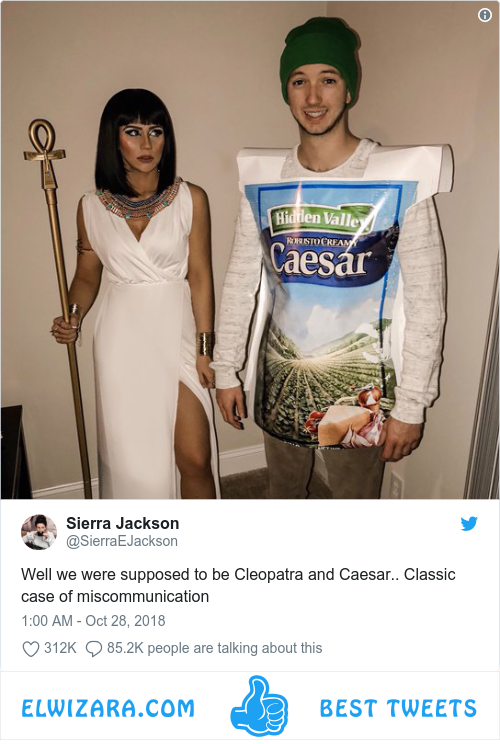 Hidden Valley
ROBUSTO CREAMY
Caesar
Sierra Jackson
@SierraEJackson
Well we were supposed to be Cleopatra and Caesar.. Classic
case of miscommunication
1:00 AM - Oct 28, 2018
312K 85.2K people are talking about this
ELWIZARA.COM BEST TWEETS